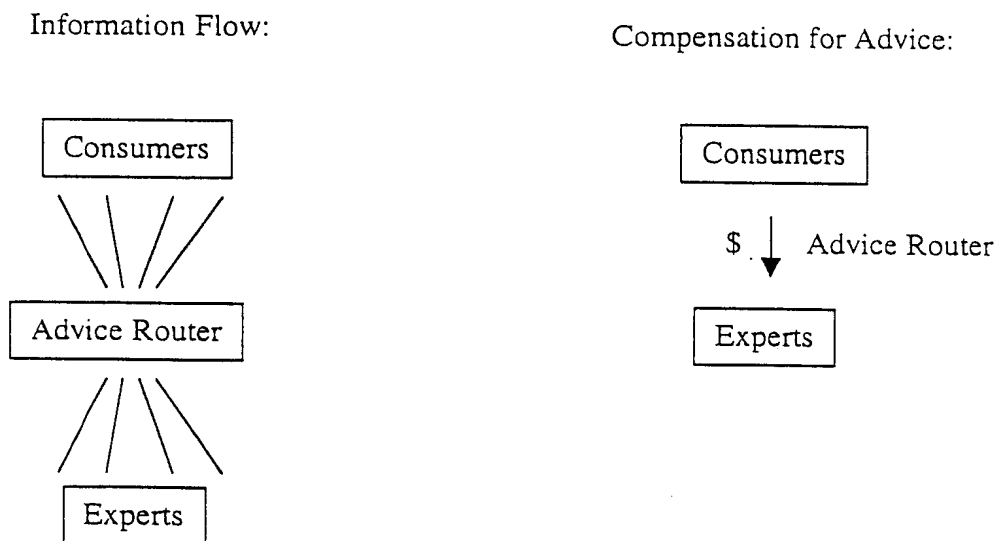 Information Flow:
Consumers
Advice Router
Experts
Compensation for Advice:
Consumers
$ Advice Router
Experts